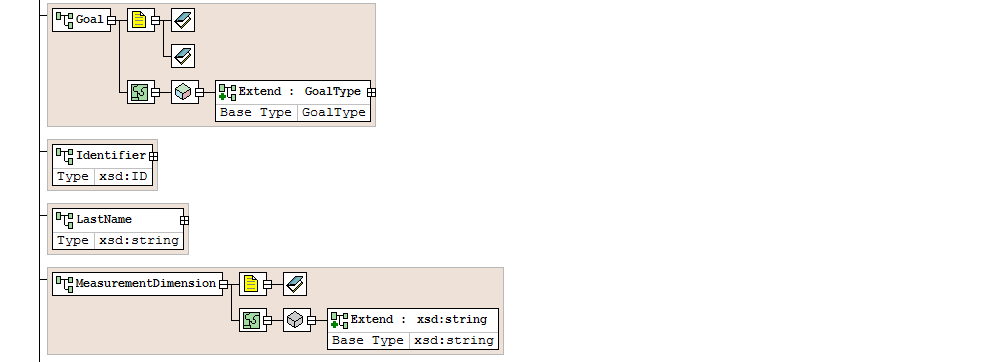 Goal
Extend : GoalType
Base Type GoalType
Identifier
Type xsd:ID
LastName
Type xsd:string
MeasurementDimension
Extend : xsd:string
Base Type xsd:string